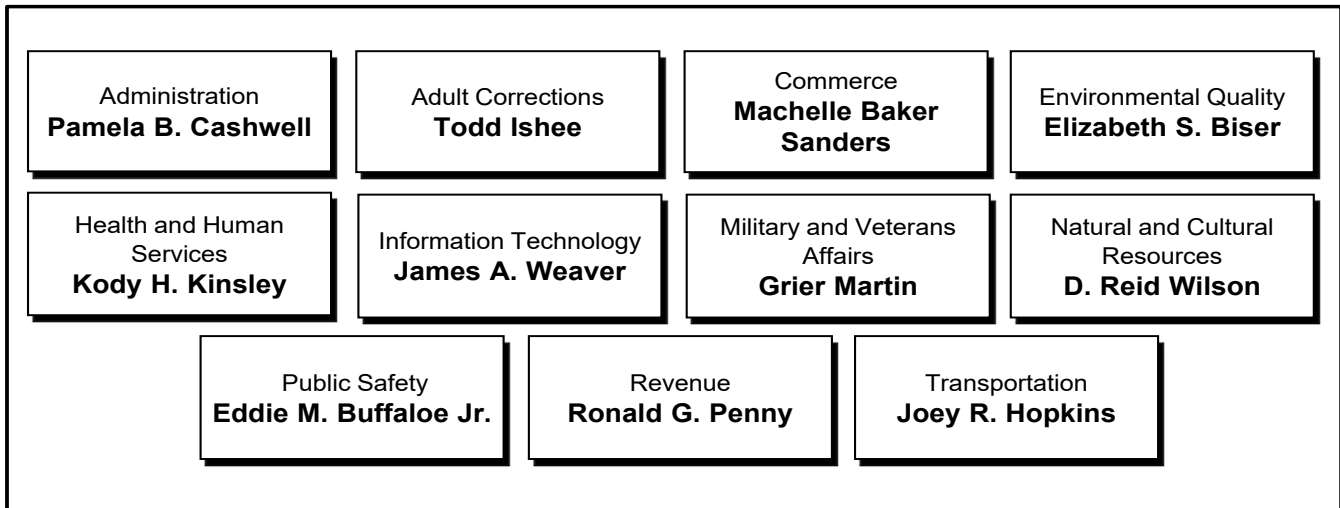 Administration
Pamela B. Cashwell
Adult Corrections
Todd Ishee
Commerce
Machelle Baker
Sanders
Environmental Quality
Elizabeth S. Biser
Health and Human
Services
Kody H. Kinsley
Information Technology
James A. Weaver
Military and Veterans
Affairs
Grier Martin
Natural and Cultural
Resources
D. Reid Wilson
Public Safety
Eddie M. Buffaloe Jr.
Revenue
Ronald G. Penny
Transportation
Joey R. Hopkins